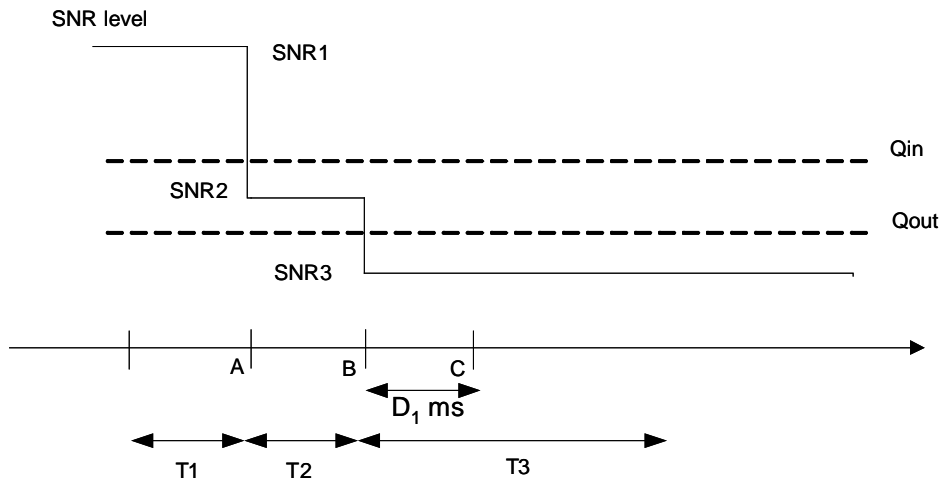 SNR level
SNR1
Qin
SNR2
Qout
SNR3
A
B
C
D₁ ms
T1
T2
T3